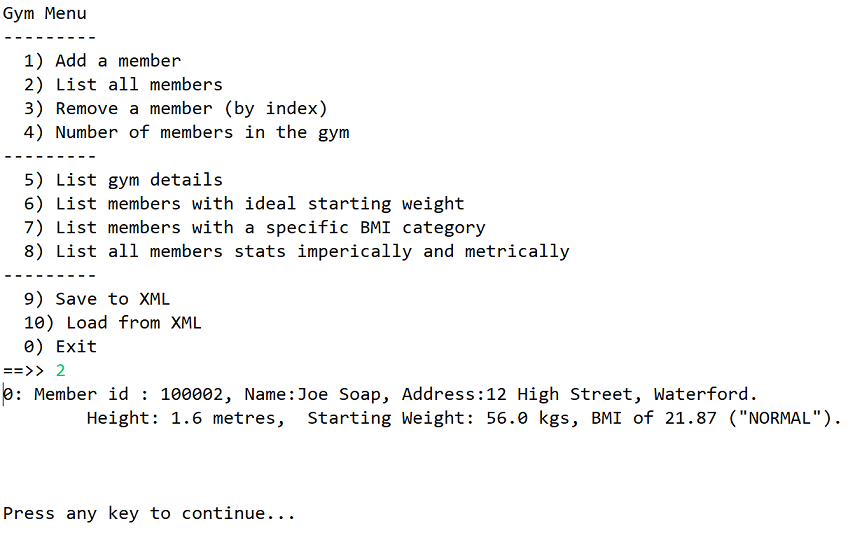 Gym Menu
---------
  1) Add a member
  2) List all members
  3) Remove a member (by index)
  4) Number of members in the gym
---------
  5) List gym details
  6) List members with ideal starting weight
  7) List members with a specific BMI category
  8) List all members stats imperically and metrically
---------
  9) Save to XML
  10) Load from XML
  0) Exit
==>> 2
0: Member id : 100002, Name:Joe Soap, Address:12 High Street, Waterford.
        Height: 1.6 metres,  Starting Weight: 56.0 kgs, BMI of 21.87 ("NORMAL").
Press any key to continue...